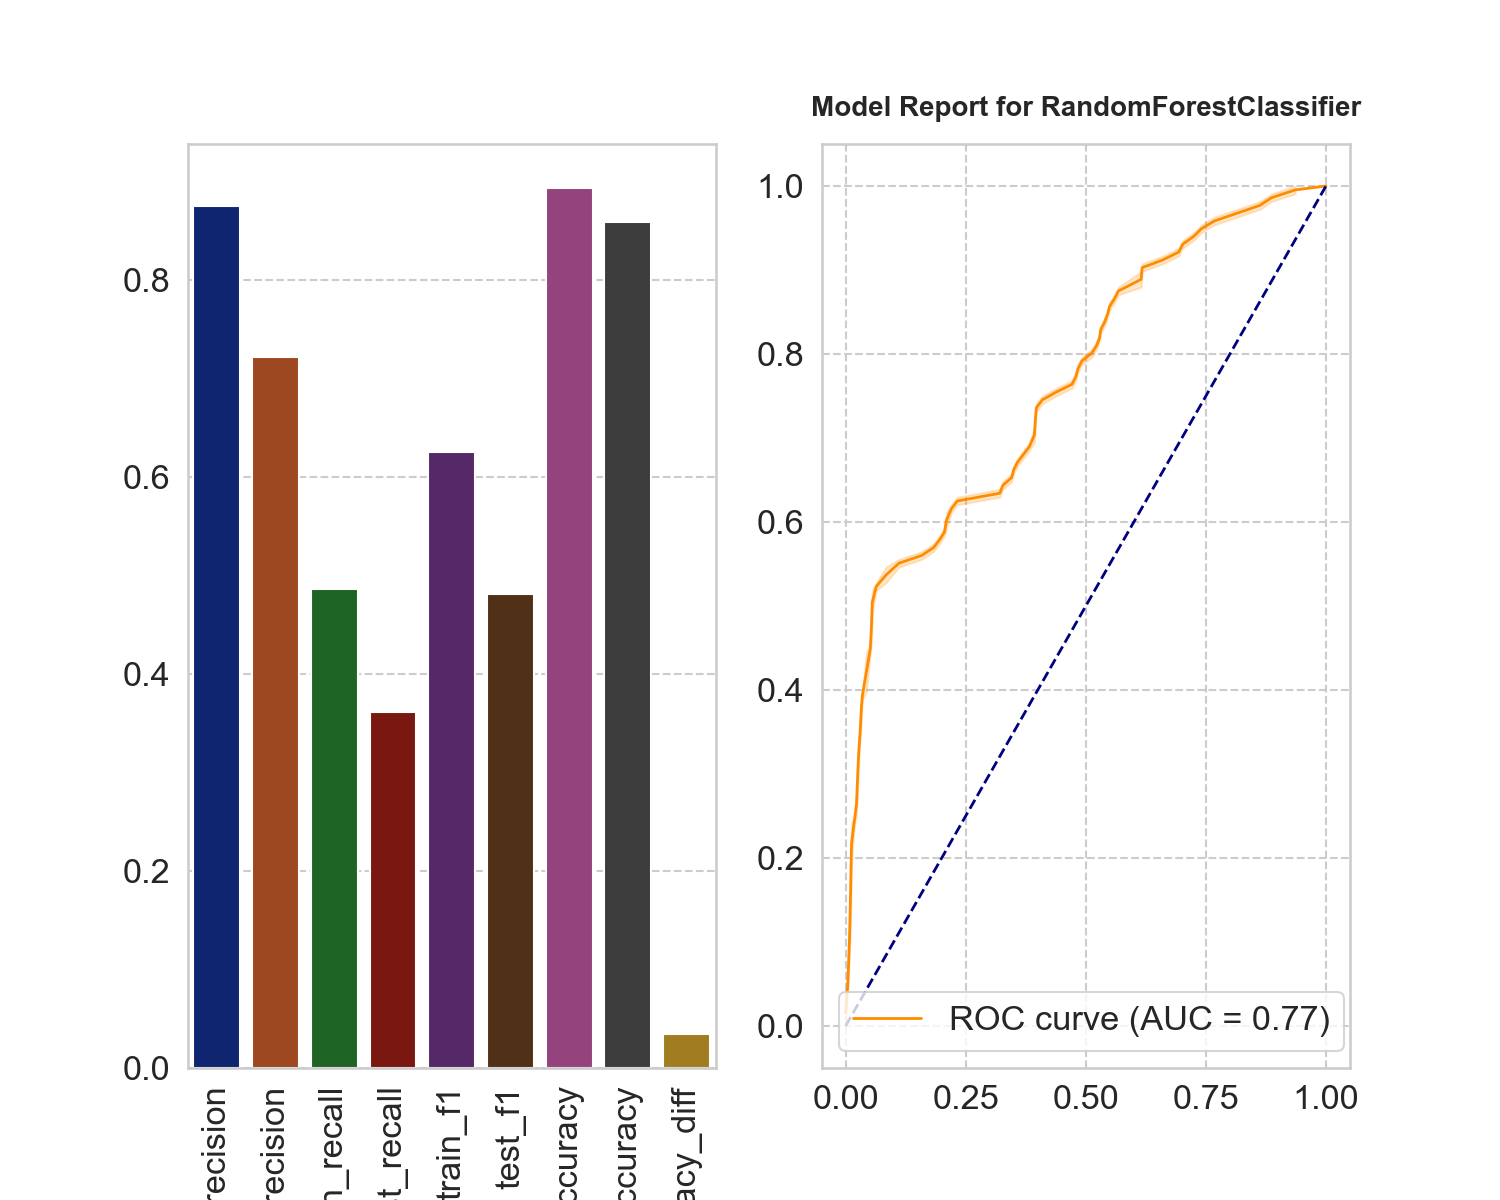 Model Report for RandomForestClassifier
0.8
0.6
0.4
0.2
0.0
recision
recision
n_recall
t_recall
train_f1
test_f1
ccuracy
ccuracy
acy_diff
1.0
0.8
0.6
0.4
0.2
0.0
ROC curve (AUC = 0.77)
0.00 0.25 0.50 0.75 1.00